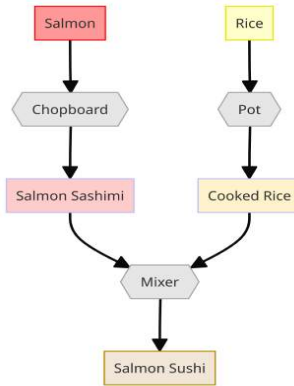 Salmon
Rice
Chopboard
Pot
Salmon Sashimi
Cooked Rice
Mixer
Salmon Sushi